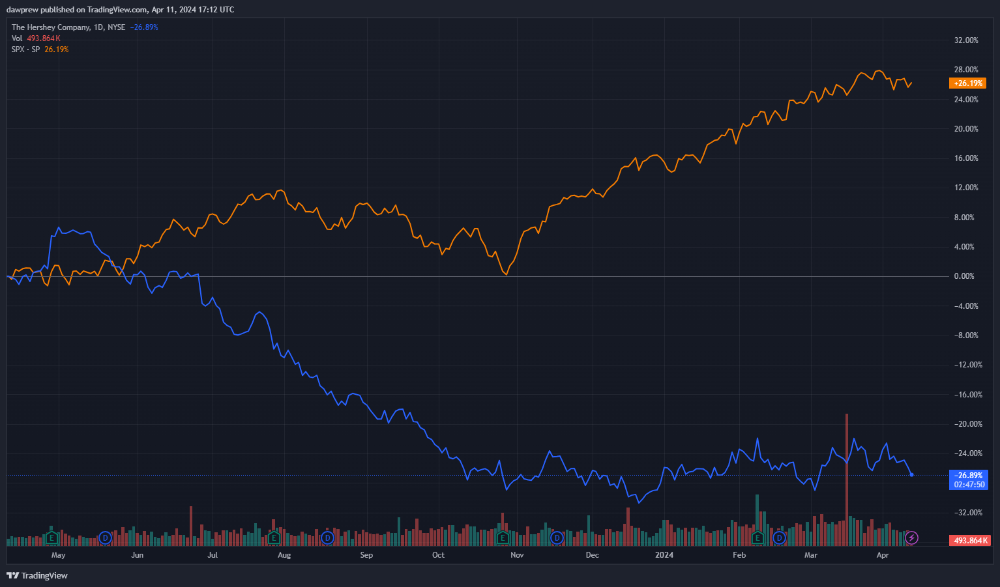 dawprew published on TradingView.com, Apr 11, 2024 17:12 UTC
The Hershey Company, 1D, NYSE −26.89%
Vol 493.864K
SPX · SP 26.19%
32.00%
28.00%
+26.19%
24.00%
20.00%
16.00%
12.00%
8.00%
4.00%
0.00%
−4.00%
−8.00%
−12.00%
−16.00%
−20.00%
−24.00%
−26.89%
02:47:50
−32.00%
493.864K
E D E D E D E D
May Jun Jul Aug Sep Oct Nov Dec 2024 Feb Mar Apr
TradingView